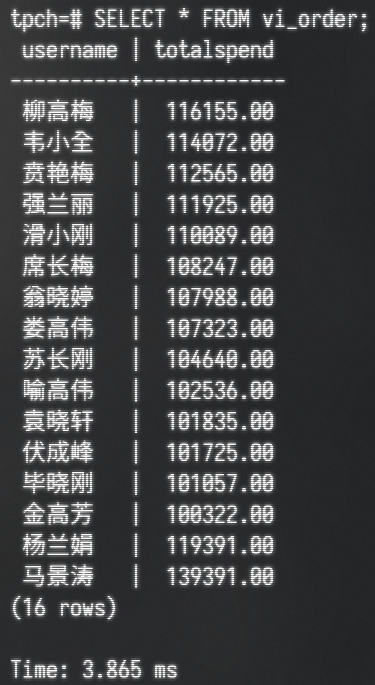 tpch=# SELECT * FROM vi_order;
 username | totalspend
----------+------------
 柳高梅   |  116155.00
 韦小全   |  114072.00
 贲艳梅   |  112565.00
 强兰丽   |  111925.00
 滑小刚   |  110089.00
 席长梅   |  108247.00
 翁晓婷   |  107988.00
 娄高伟   |  107323.00
 苏长刚   |  104640.00
 喻高伟   |  102536.00
 袁晓轩   |  101835.00
 伏成峰   |  101725.00
 毕晓刚   |  101057.00
 金高芳   |  100322.00
 杨兰娟   |  119391.00
 马景涛   |  139391.00
(16 rows)

Time: 3.865 ms